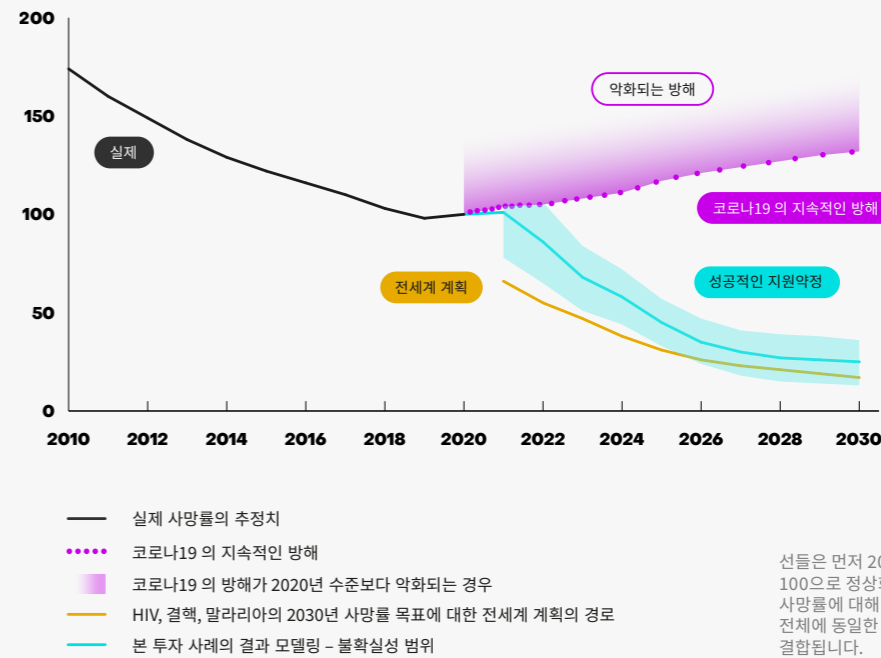 200
150
100
50
0
악화되는 방해
실제
코로나19 의 지속적인 방해
전세계 계획
성공적인 지원약정
2010 2012 2014 2016 2018 2020 2022 2024 2026 2028 2030
실제 사망률의 추정치
코로나19 의 지속적인 방해
코로나19 의 방해가 2020년 수준보다 악화되는 경우
HIV, 결핵, 말라리아의 2030년 사망률 목표에 대한 전세계 계획의 경로
본 투자 사례의 결과 모델링 – 불확실성 범위
선들은 먼저 20
100으로 정상
사망률에 대해
전체에 동일한
결합됩니다.